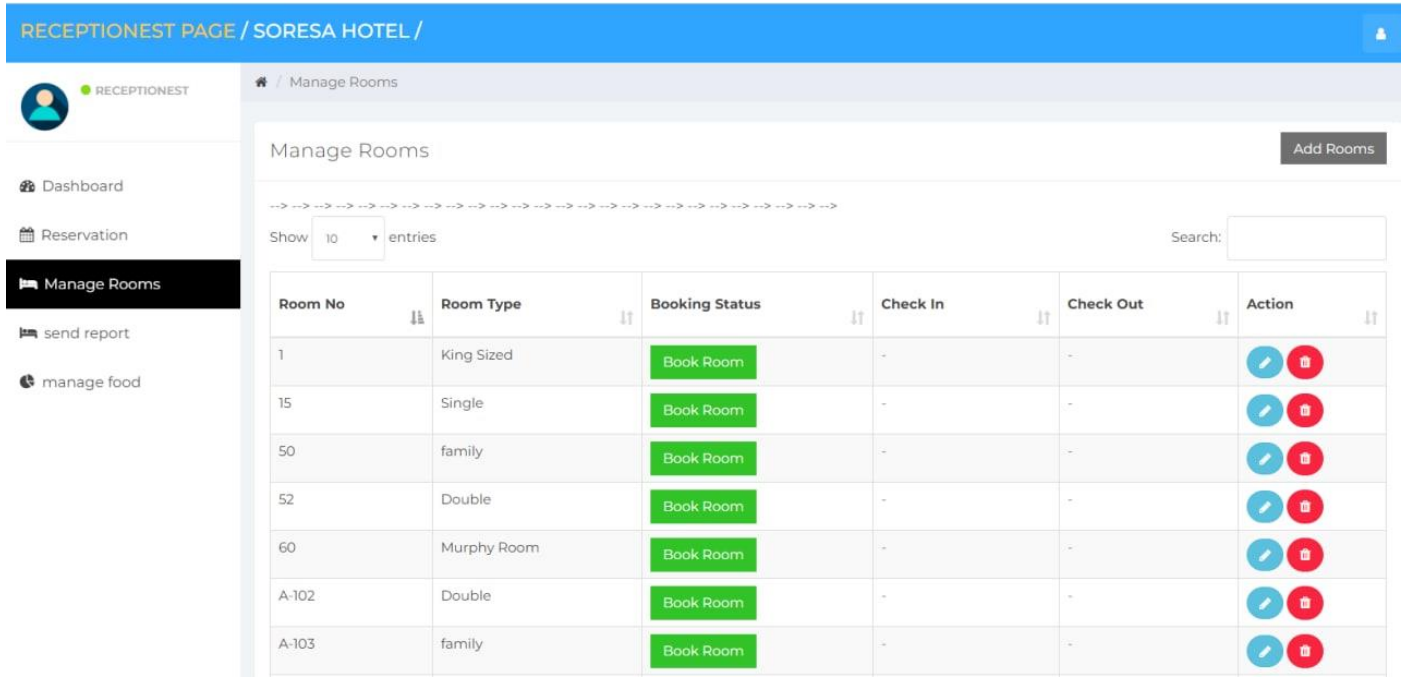 RECEPTIONEST PAGE / SORESA HOTEL /
RECEPTIONEST
/ Manage Rooms
Manage Rooms
Add Rooms
Dashboard
Reservation
Manage Rooms
send report
manage food
--> --> --> --> --> --> --> --> --> --> --> --> --> --> --> --> --> --> --> --> --> --> --> --> --> -->
Show 10 entries
Search:
Room No Room Type Booking Status Check In Check Out Action
1 King Sized Book Room - -
15 Single Book Room - -
50 family Book Room - -
52 Double Book Room - -
60 Murphy Room Book Room - -
A-102 Double Book Room - -
A-103 family Book Room - -